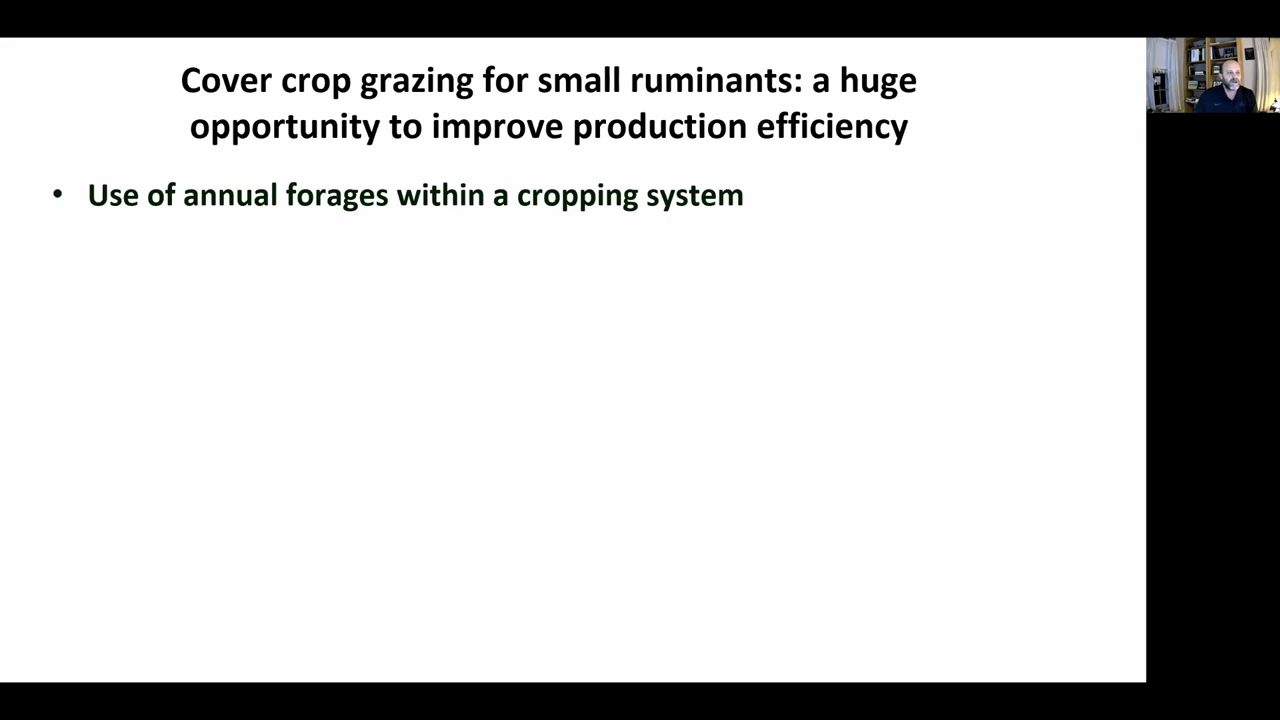 Cover crop grazing for small ruminants: a huge
opportunity to improve production efficiency
• Use of annual forages within a cropping system